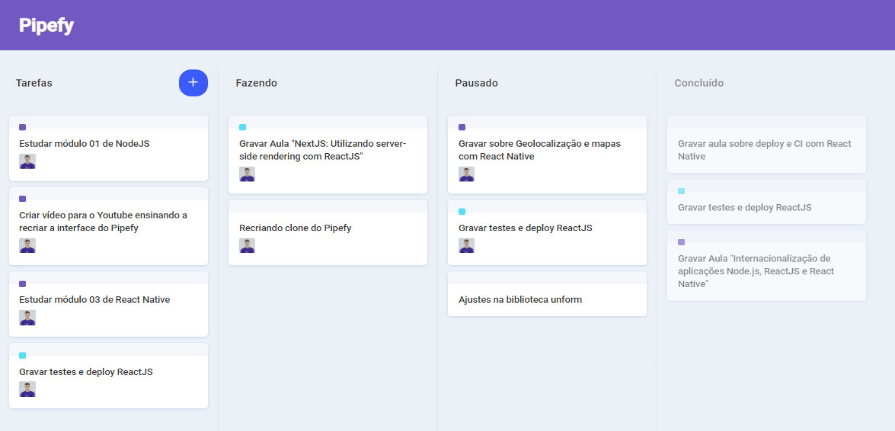 Pipefy
Tarefas
+
Estudar módulo 01 de NodeJS
Criar vídeo para o Youtube ensinando a
recriar a interface do Pipefy
Estudar módulo 03 de React Native
Gravar testes e deploy ReactJS
Fazendo
Gravar Aula "NextJS: Utilizando server-
side rendering com ReactJS"
Recriando clone do Pipefy
Pausado
Gravar sobre Geolocalização e mapas
com React Native
Gravar testes e deploy ReactJS
Ajustes na biblioteca unform
Concluído
Gravar aula sobre deploy e CI com React
Native
Gravar testes e deploy ReactJS
Gravar Aula "Internacionalização de
aplicações Node.js, ReactJS e React
Native"